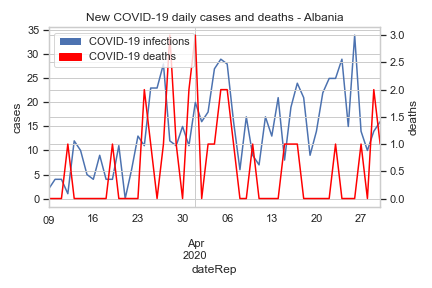 New COVID-19 daily cases and deaths - Albania
COVID-19 infections
COVID-19 deaths
cases
35
30
25
20
15
10
5
0
deaths
3.0
2.5
2.0
1.5
1.0
0.5
0.0
09 16 23 30 06 13 20 27
Apr
2020
dateRep